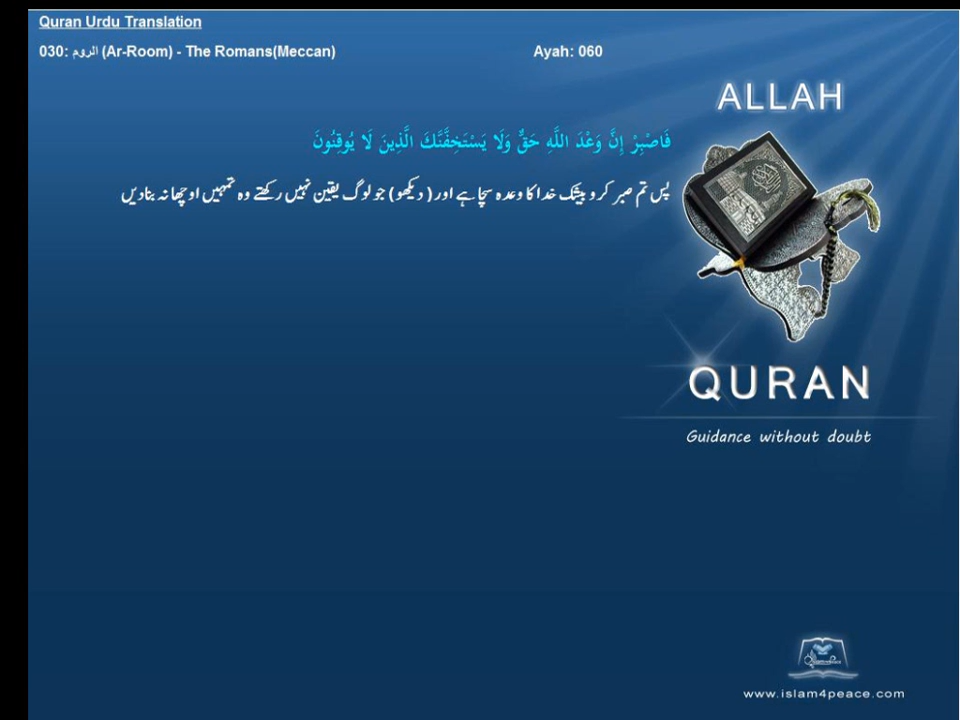 Quran Urdu Translation
030: الروم (Ar-Room) - The Romans(Meccan) Ayah: 060
ALLAH
فَاصْبِرْ إِنَّ وَعْدَ اللَّهِ حَقٌّ وَلَا يَسْتَخِفَّنَّكَ الَّذِينَ لَا يُوقِنُونَ
پس تم صبر کرو بیشک خدا کا وعدہ سچا ہے اور (دیکھو) جو لوگ یقین نہیں رکھتے وہ تمہیں اوچھا نہ بنادیں
QURAN
Guidance without doubt
www.islam4peace.com